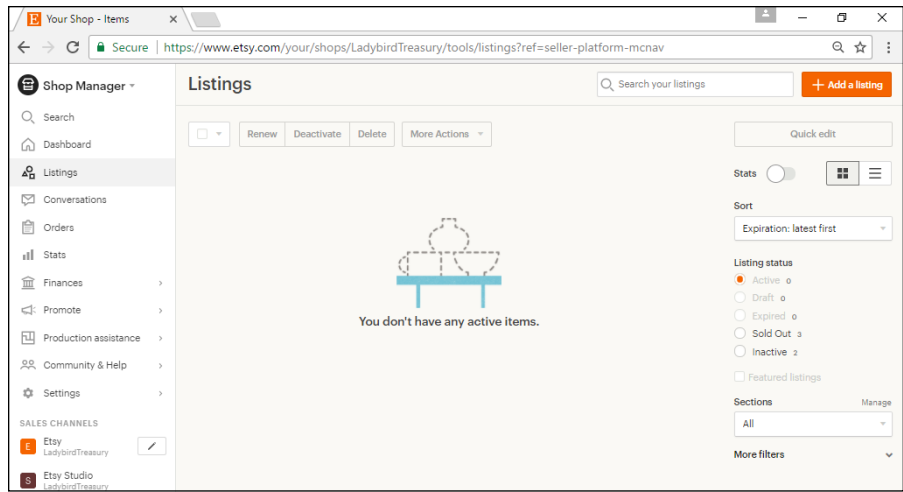 Your Shop - Items
Secure | https://www.etsy.com/your/shops/LadybirdTreasury/tools/listings?ref=seller-platform-mcnav
Shop Manager
Listings
Search your listings
+ Add a listing
Search
Dashboard
Listings
Conversations
Orders
Stats
Finances
Promote
Production assistance
Community & Help
Settings
SALES CHANNELS
E
Etsy
LadybirdTreasury
S
Etsy Studio
LadybirdTreasury
Renew
Deactivate
Delete
More Actions
You don't have any active items.
Quick edit
Stats
Sort
Expiration: latest first
Listing status
Active 0
Draft 0
Expired 0
Sold Out 3
Inactive 2
Featured listings
Sections Manage
All
More filters